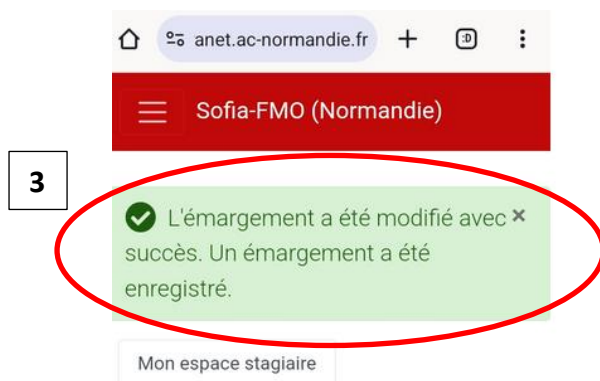 anet.ac-normandie.fr
:D
Sofia-FMO (Normandie)
3
L'émargement a été modifié avec ×
succès. Un émargement a été
enregistré.
Mon espace stagiaire